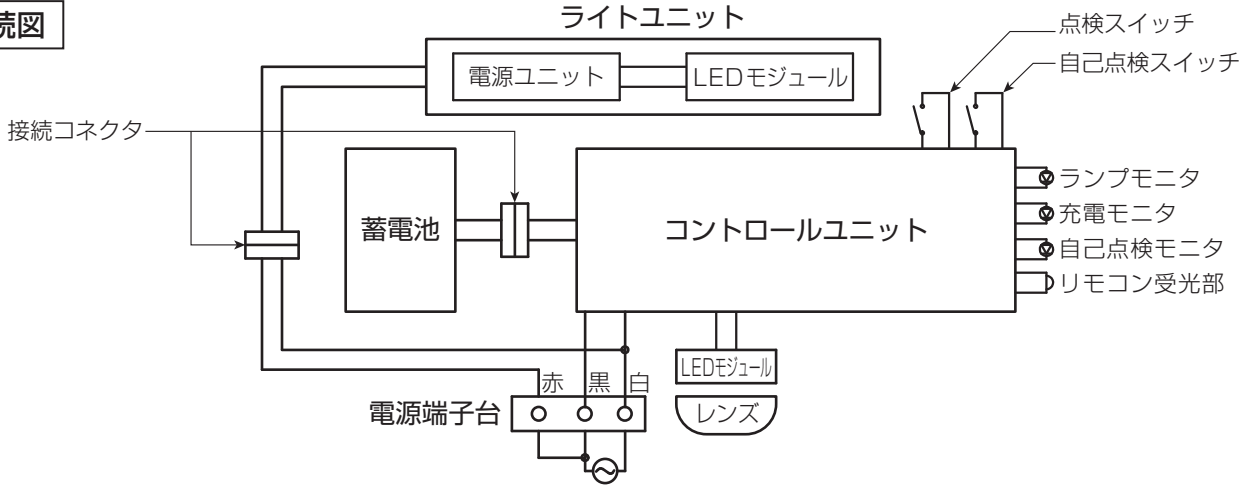 続図
ライトユニット
電源ユニット
LEDモジュール
点検スイッチ
自己点検スイッチ
接続コネクタ
蓄電池
コントロールユニット
ランプモニタ
充電モニタ
自己点検モニタ
リモコン受光部
LEDモジュール
レンズ
赤 黒 白
電源端子台